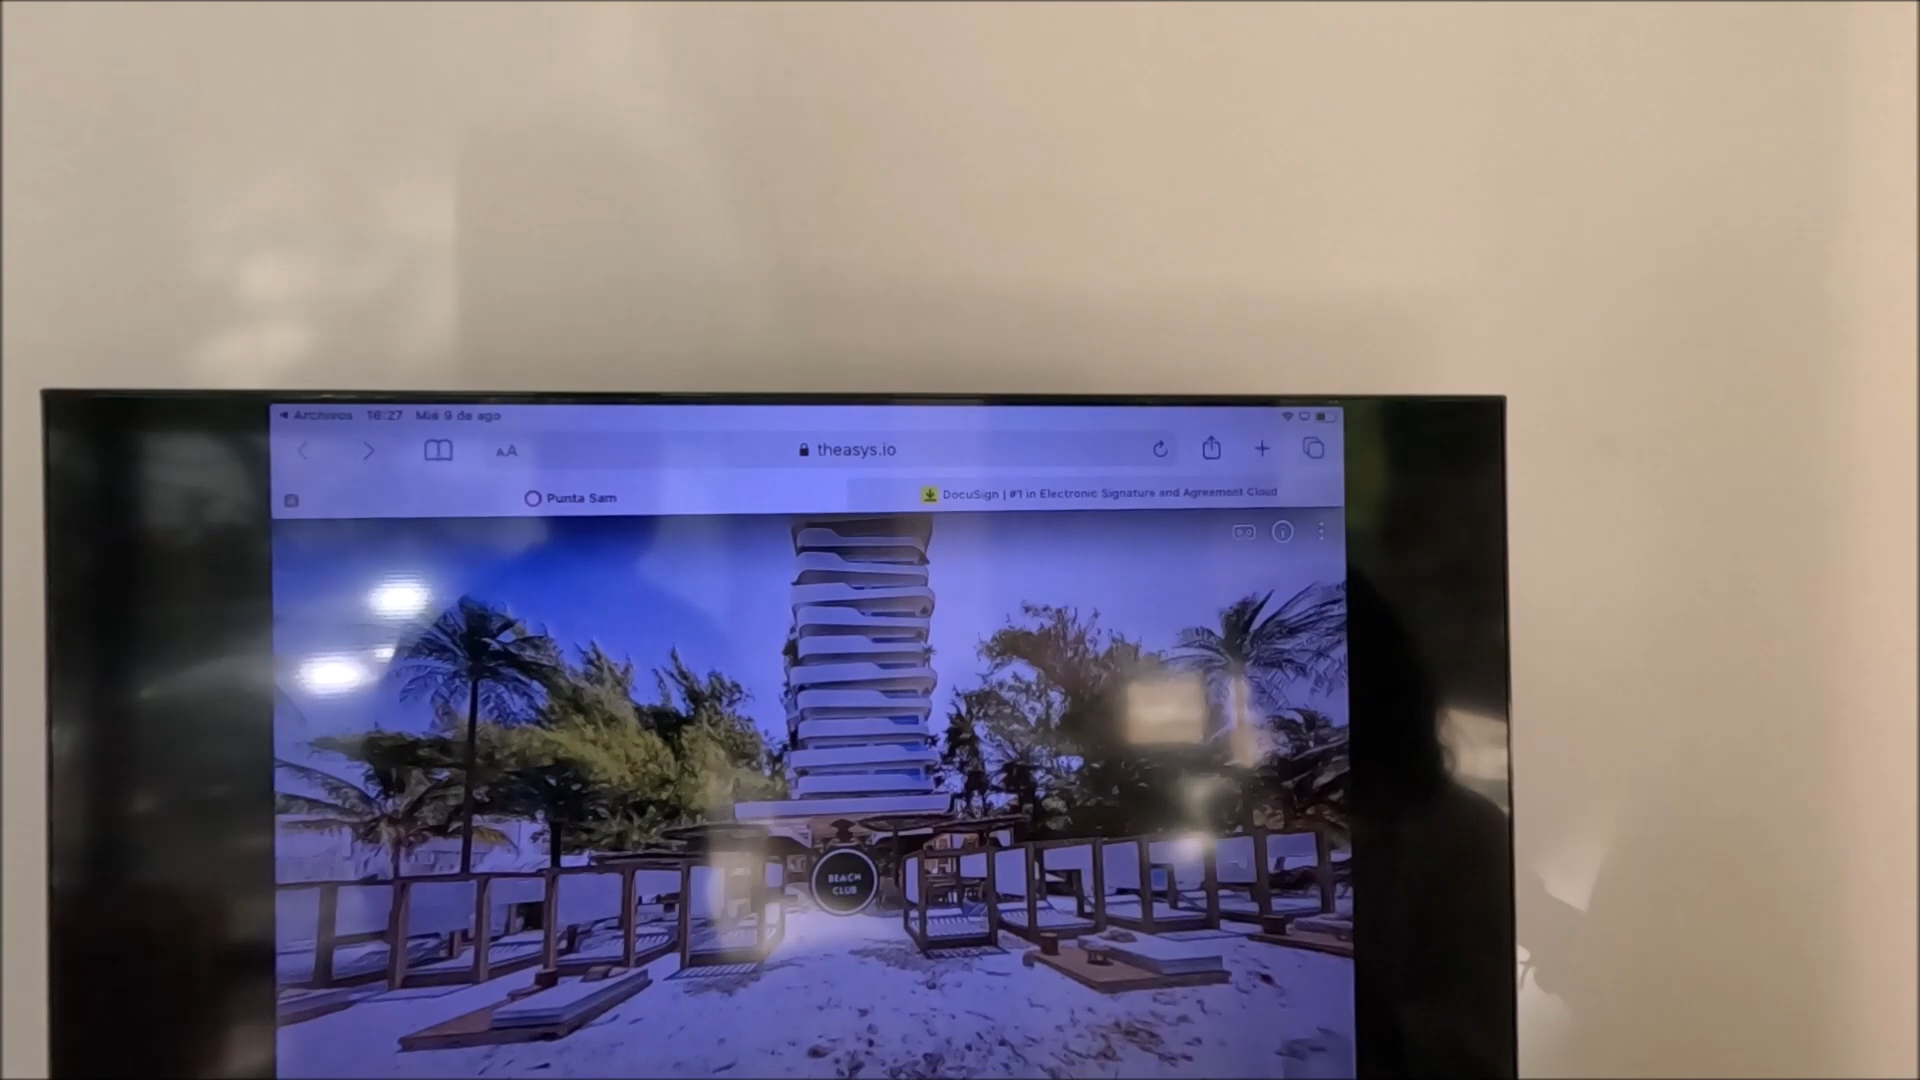 ◄ Archivos 16:27 Mié 9 de ago
AA theasys.io
Punta Sam
DocuSign | #1 in Electronic Signature and Agreement Cloud
BEACH
CLUB